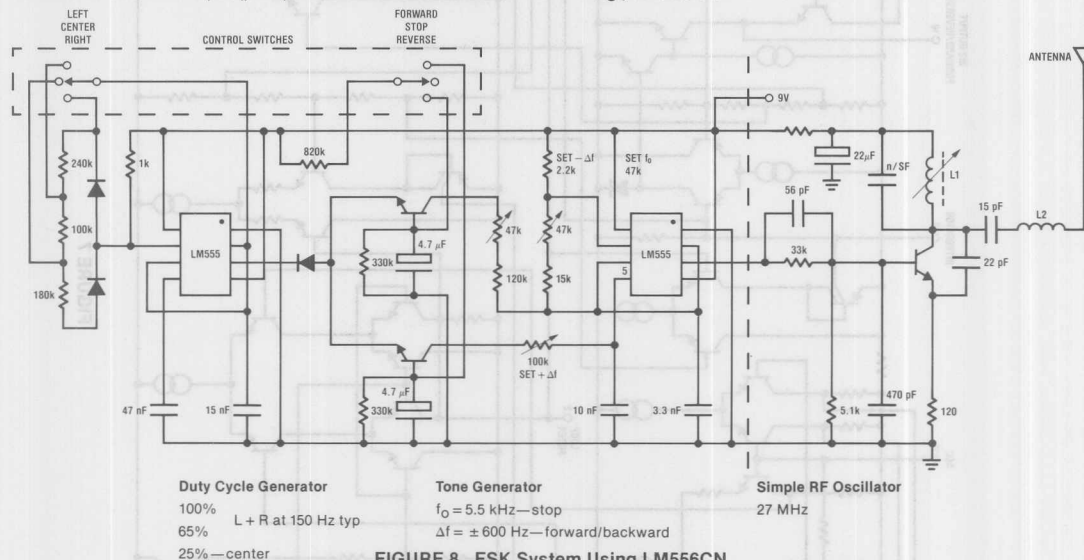 LEFT
CENTER
RIGHT
CONTROL SWITCHES
FORWARD
STOP
REVERSE
ANTENNA
9V
240k
1k
820k
SET – Δf
2.2k
SET f₀
47k
22μF
n/SF
L1
56 pF
15 pF
L2
100k
LM555
4.7 μF
330k
47k
47k
LM555
33k
22 pF
180k
120k
15k
5
100k
SET + Δf
4.7 μF
330k
47 nF
15 nF
10 nF
3.3 nF
5.1k
470 pF
120
Duty Cycle Generator
100%
65%
L + R at 150 Hz typ
25%—center
Tone Generator
fO = 5.5 kHz—stop
Δf = ± 600 Hz—forward/backward
Simple RF Oscillator
27 MHz
FIGURE 8. FSK System Using LM556CN